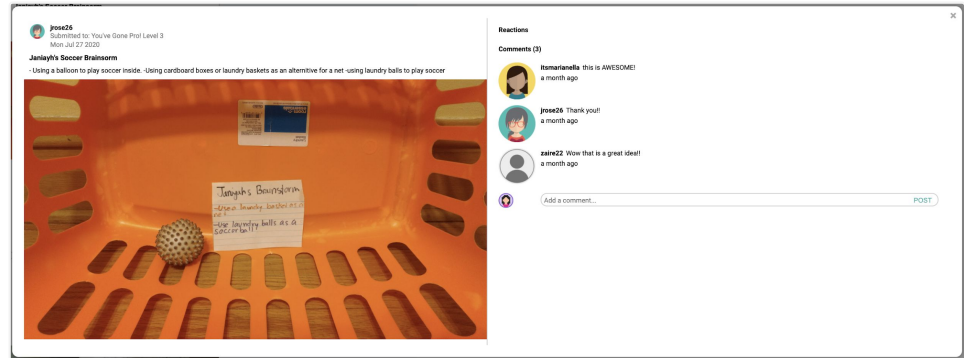 jrose26
Submitted to: You've Gone Pro! Level 3
Mon Jul 27 2020
Janiayh's Soccer Brainsorm
- Using a balloon to play soccer inside. -Using cardboard boxes or laundry baskets as an alternitive for a net -using laundry balls to play soccer
Brainstorm
-Use a laundry basket as a
net
-Use laundry balls as a
soccer ball
Reactions
Comments (3)
itsmarianella this is AWESOME!
a month ago
jrose26 Thank you!!
a month ago
zaire22 Wow that is a great idea!!
a month ago
Add a comment...
POST